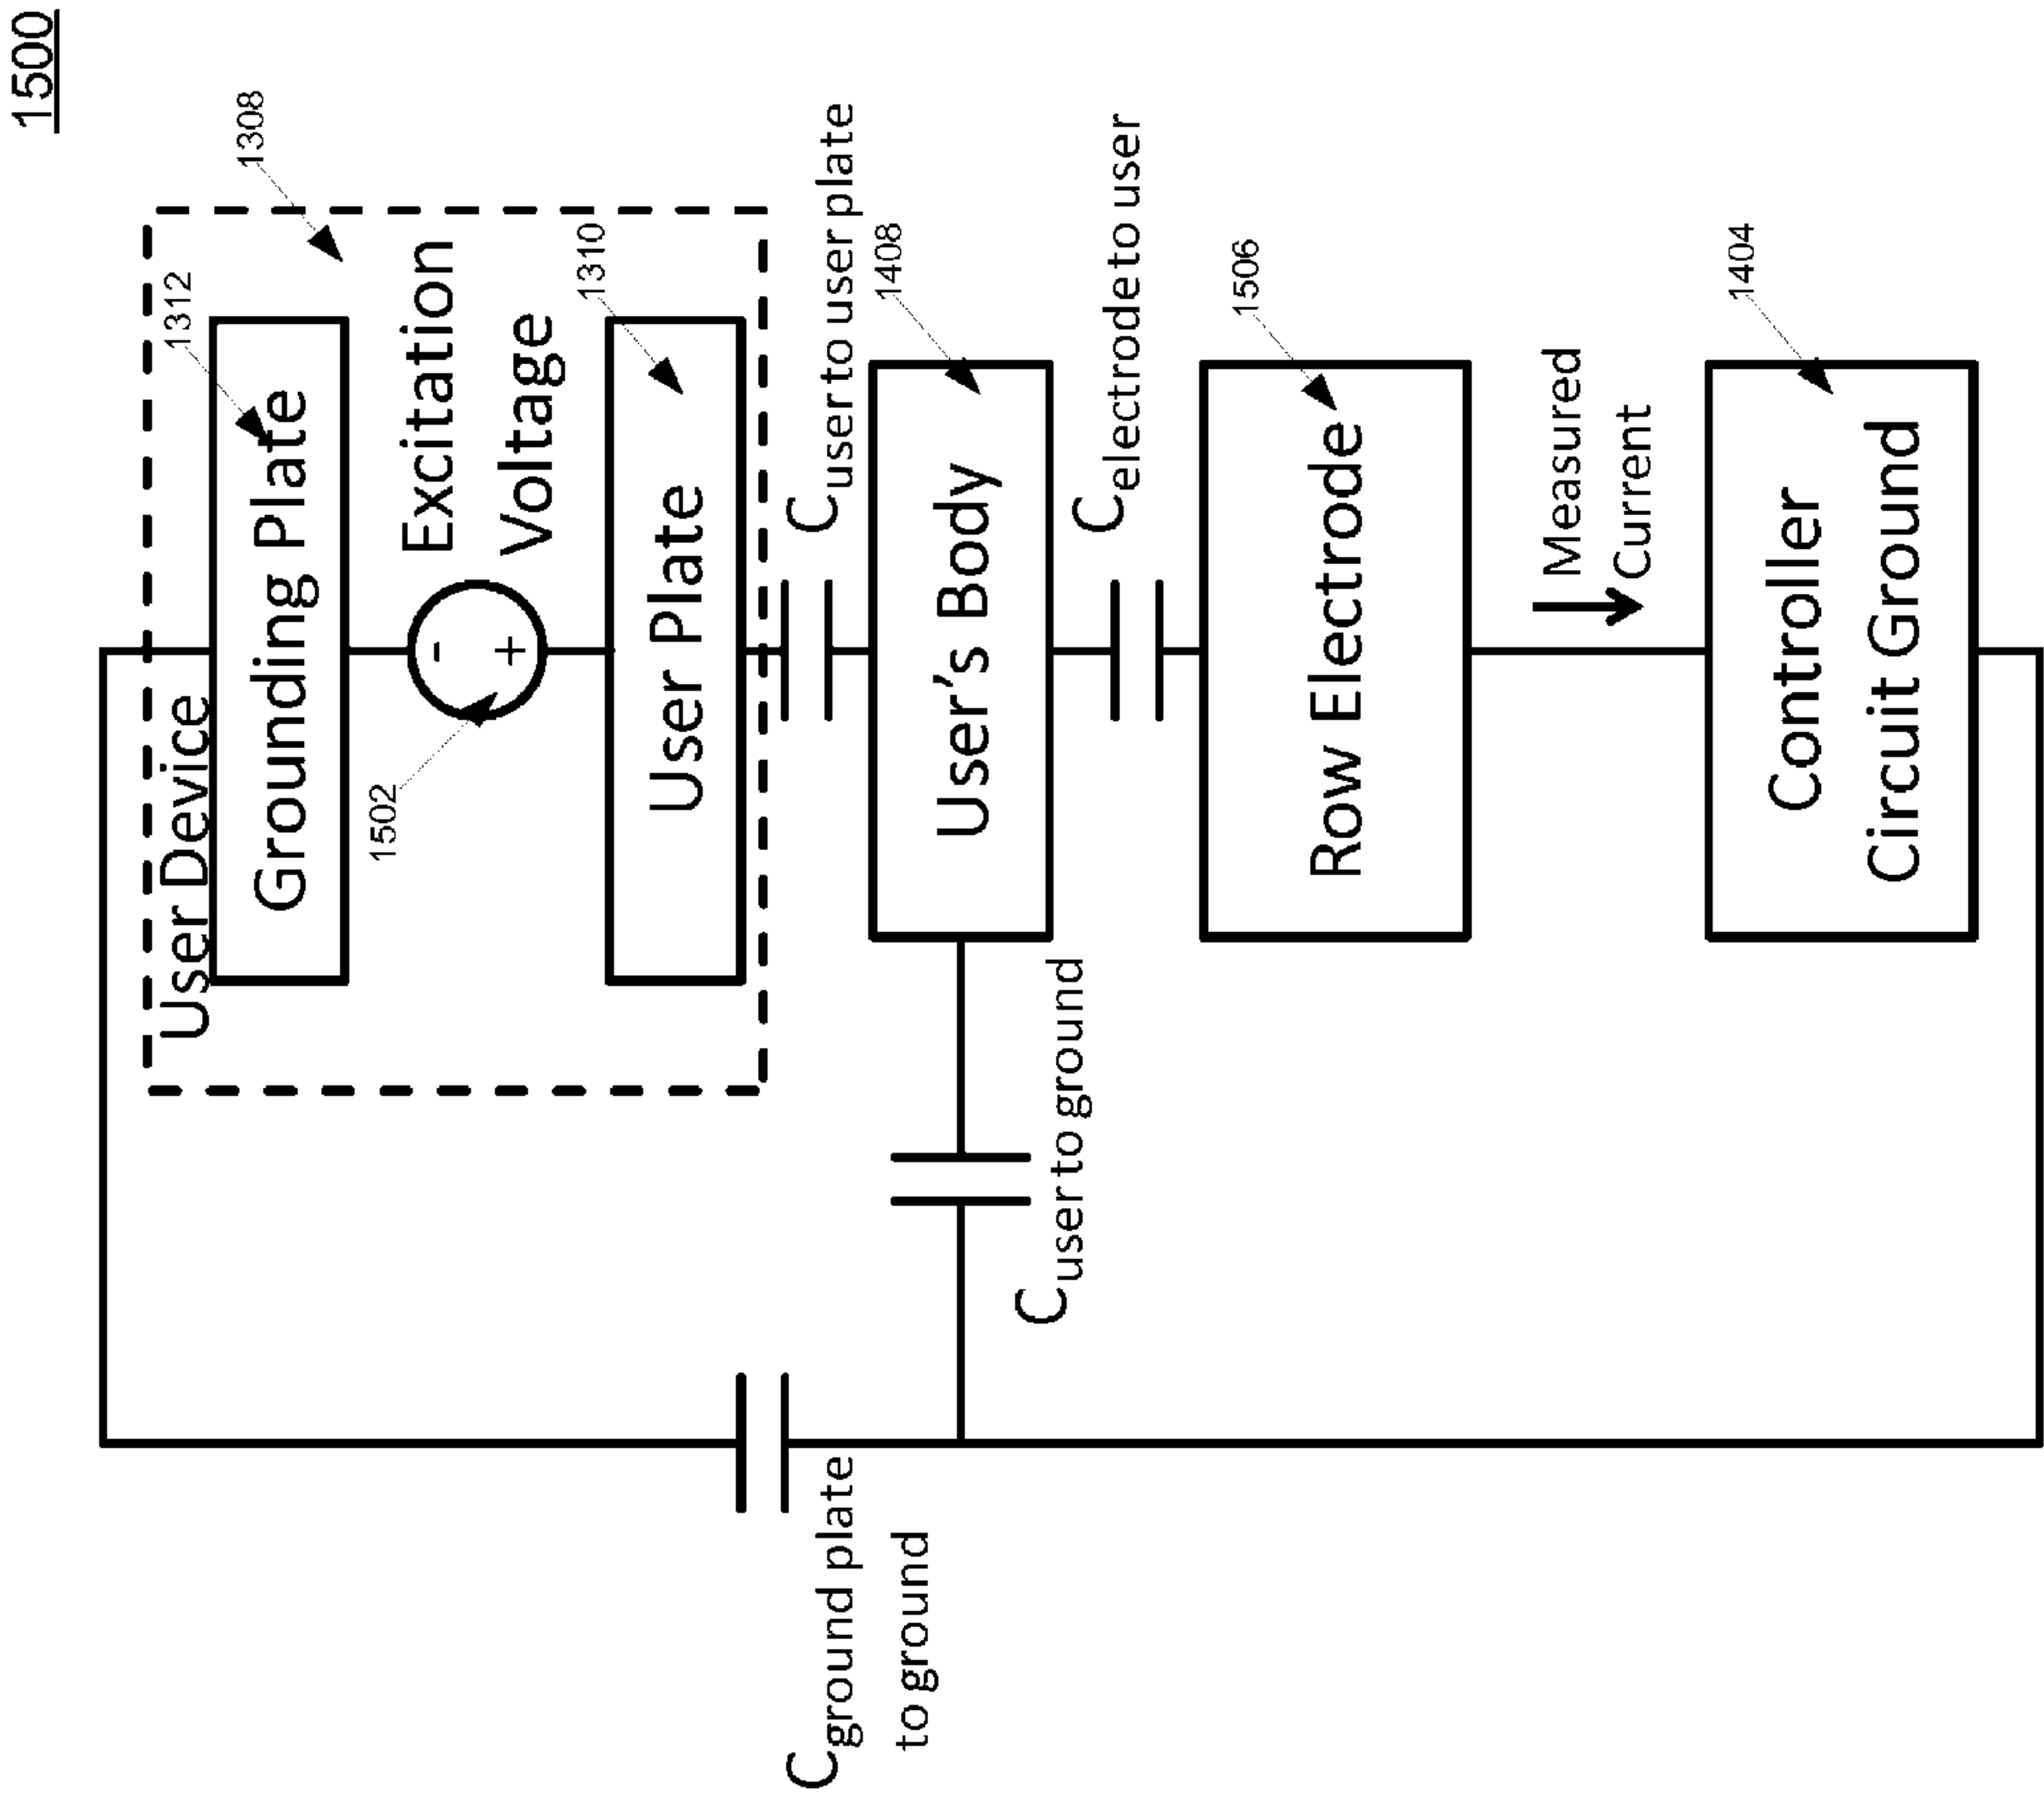 1500
1308
1312
User Device
Grounding Plate
Excitation
Voltage
-
+
1502
1310
User Plate
Cuser to user plate
1408
User's Body
Celectrode to user
Cuser to ground
Cground plate
to ground
1506
Row Electrode
Measured
Current
1404
Controller
Circuit Ground